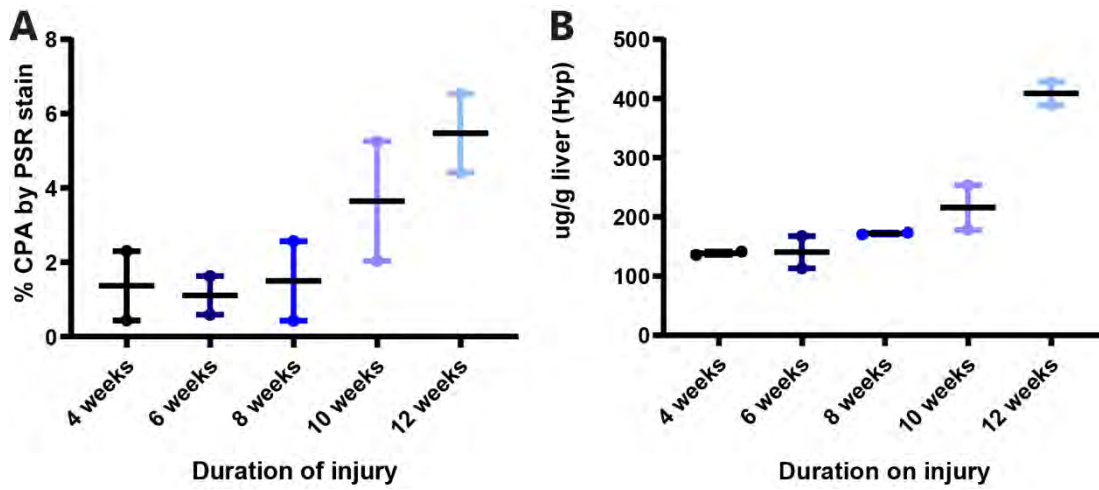 A
% CPA by PSR stain
8
6
4
2
0
4 weeks
6 weeks
8 weeks
10 weeks
12 weeks
Duration of injury
B
ug/g liver (Hyp)
500
400
300
200
100
0
4 weeks
6 weeks
8 weeks
10 weeks
12 weeks
Duration on injury